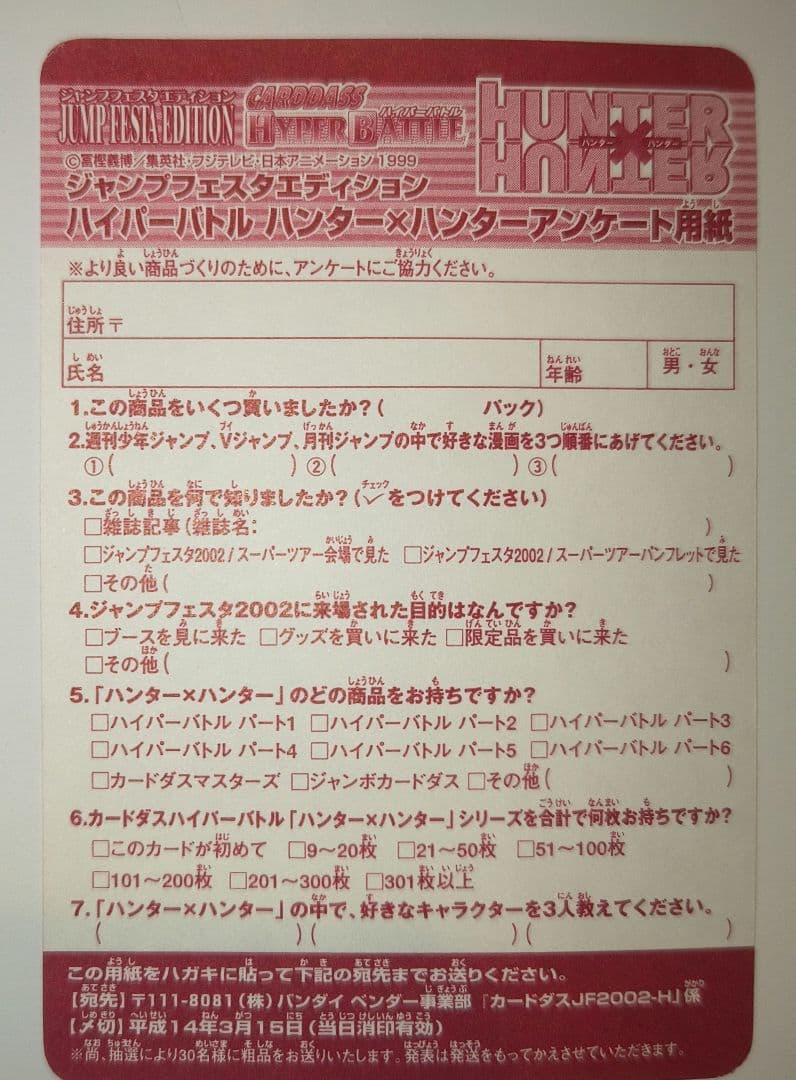 ジャンプフェスタ エディション
JUMP FESTA EDITION
CARDDASS
ハイパーバトル
HYPER BATTLE
HUNTER×HUNTER
ハンター ハンター
©冨樫義博/集英社・フジテレビ・日本アニメーション 1999
ジャンプフェスタエディション
ハイパーバトル ハンター×ハンターアンケート用紙
※より良い商品づくりのために、アンケートにご協力ください。
住所〒
氏名 年齢 男・女
1.この商品をいくつ買いましたか?( パック)
2.週刊少年ジャンプ、Vジャンプ、月刊ジャンプの中で好きな漫画を3つ順番にあげてください。
①( ) ②( ) ③( )
3.この商品を何で知りましたか?(✓をつけてください)
□雑誌記事(雑誌名: )
□ジャンプフェスタ2002/スーパーツアー会場で見た □ジャンプフェスタ2002/スーパーツアーパンフレットで見た
□その他( )
4.ジャンプフェスタ2002に来場された目的はなんですか?
□ブースを見に来た □グッズを買いに来た □限定品を買いに来た
□その他( )
5.「ハンター×ハンター」のどの商品をお持ちですか?
□ハイパーバトル パート1 □ハイパーバトル パート2 □ハイパーバトル パート3
□ハイパーバトル パート4 □ハイパーバトル パート5 □ハイパーバトル パート6
□カードダスマスターズ □ジャンボカードダス □その他( )
6.カードダスハイパーバトル「ハンター×ハンター」シリーズを合計で何枚お持ちですか?
□このカードが初めて □9〜20枚 □21〜50枚 □51〜100枚
□101〜200枚 □201〜300枚 □301枚以上
7.「ハンター×ハンター」の中で、好きなキャラクターを3人教えてください。
( )( )( )
この用紙をハガキに貼って下記の宛先までお送りください。
【宛先】〒111-8081(株)バンダイ ベンダー事業部 『カードダスJF2002-H』係
【〆切】平成14年3月15日(当日消印有効)
※尚、抽選により30名様に粗品をお送りいたします。発表は発送をもってかえさせていただきます。